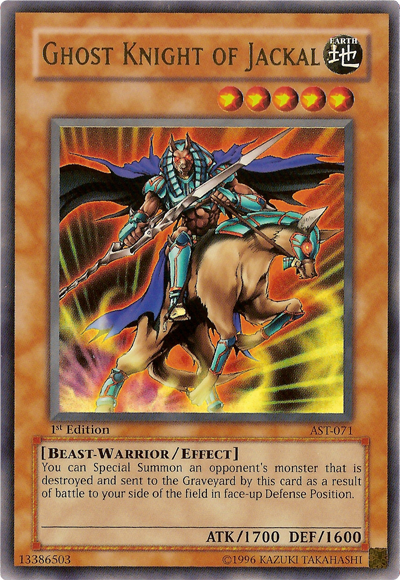 GHOST KNIGHT OF JACKAL
EARTH
地
1st Edition
AST-071
[BEAST-WARRIOR/EFFECT]
You can Special Summon an opponent's monster that is
destroyed and sent to the Graveyard by this card as a result
of battle to your side of the field in face-up Defense Position.
ATK/1700 DEF/1600
13386503
©1996 KAZUKI TAKAHASHI